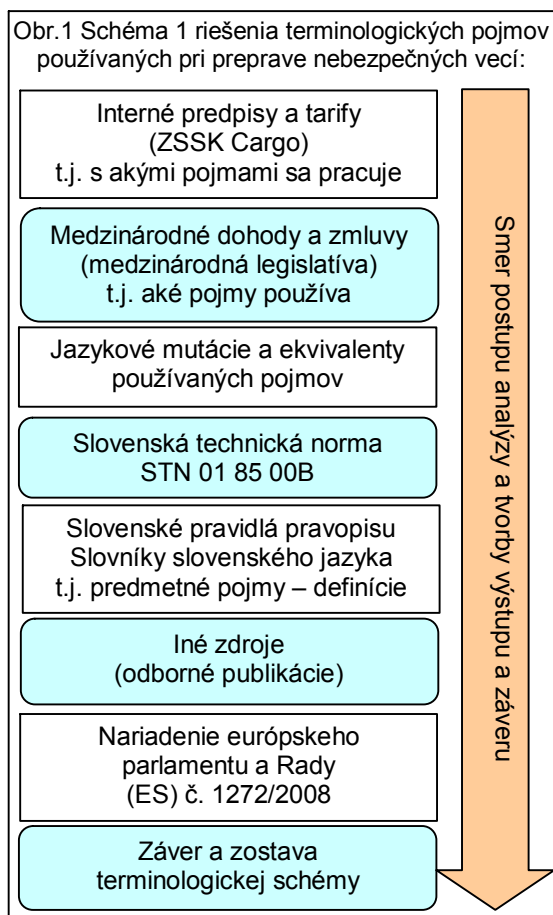 Obr.1 Schéma 1 riešenia terminologických pojmov
používaných pri preprave nebezpečných vecí:
Interné predpisy a tarify
(ZSSK Cargo)
t.j. s akými pojmami sa pracuje
Medzinárodné dohody a zmluvy
(medzinárodná legislatíva)
t.j. aké pojmy používa
Jazykové mutácie a ekvivalenty
používaných pojmov
Slovenská technická norma
STN 01 85 00B
Slovenské pravidlá pravopisu
Slovníky slovenského jazyka
t.j. predmetné pojmy – definície
Iné zdroje
(odborné publikácie)
Nariadenie európskeho
parlamentu a Rady
(ES) č. 1272/2008
Záver a zostava
terminologickej schémy
Smer postupu analýzy a tvorby výstupu a záveru